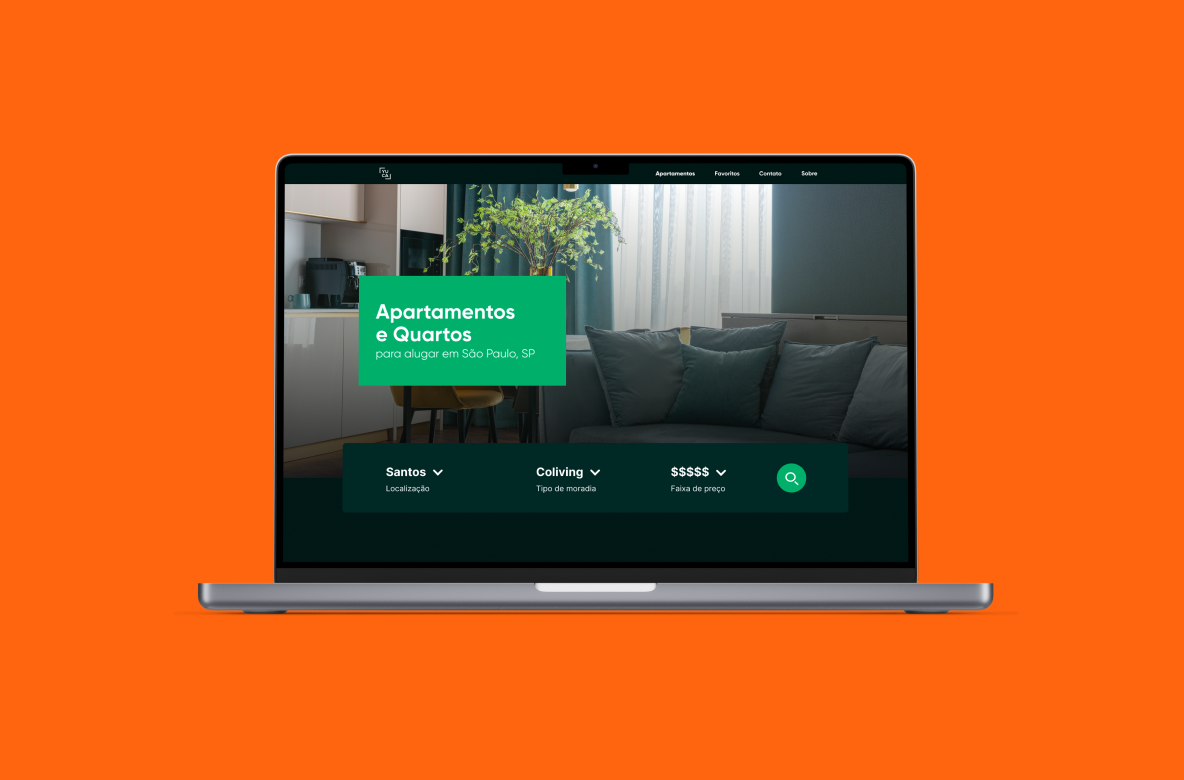 YU
CA
Apartamentos
Favoritos
Contato
Sobre
Apartamentos
e Quartos
para alugar em São Paulo, SP
Santos
Coliving
$$$$$
Localização
Tipo de moradia
Faixa de preço